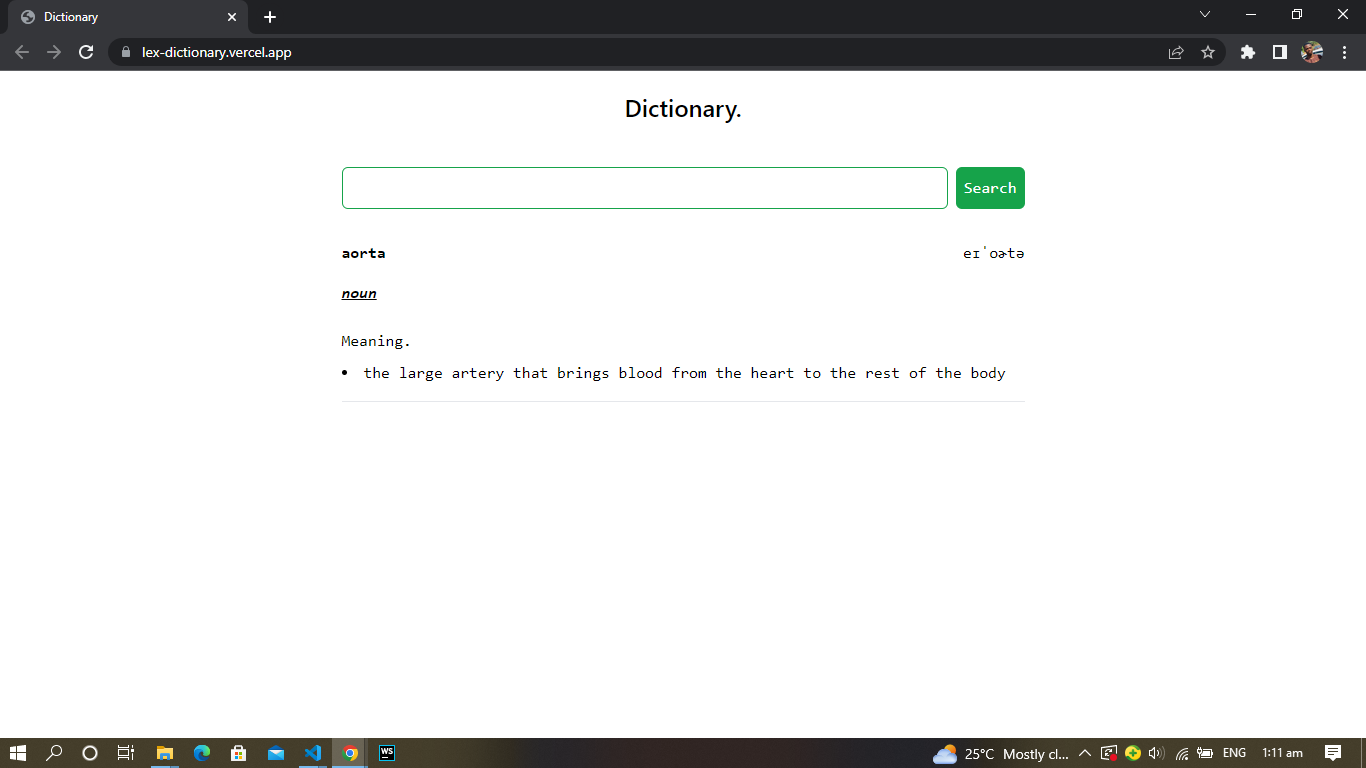 Dictionary
lex-dictionary.vercel.app
Dictionary.
Search
aorta
eɪˈoɚtə
noun
Meaning.
• the large artery that brings blood from the heart to the rest of the body
WS
25°C Mostly cl...
ENG
1:11 am